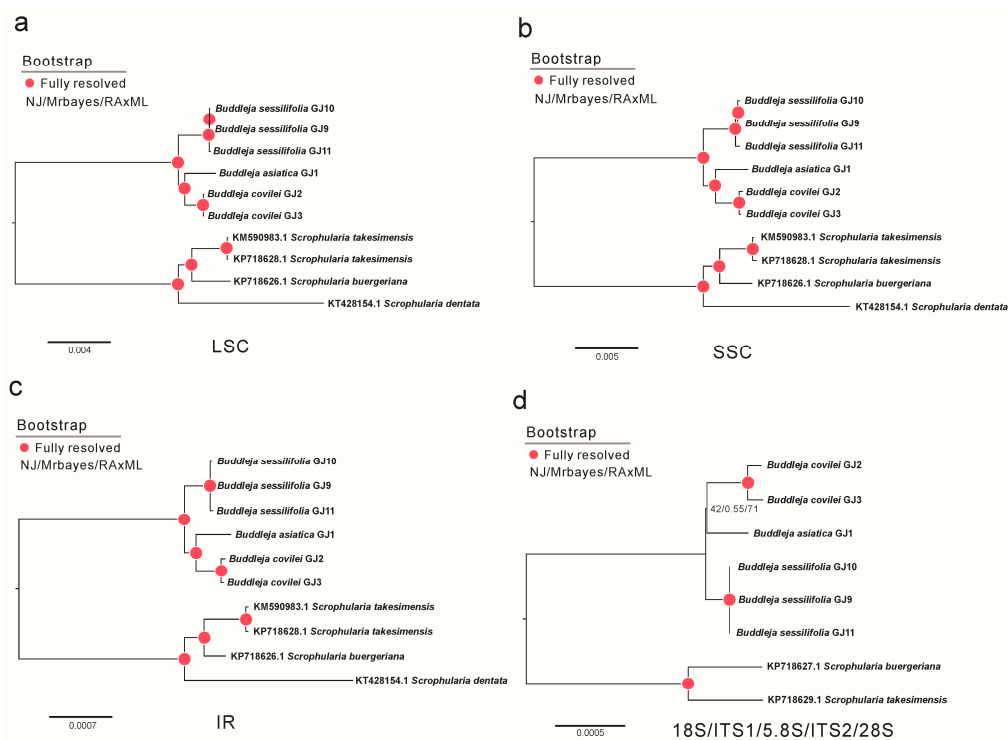 a
Bootstrap
Fully resolved
NJ/Mrbayes/RAxML
Buddleja sessilifolia GJ10
Buddleja sessilifolia GJ9
Buddleja sessilifolia GJ11
Buddleja asiatica GJ1
Buddleja covilei GJ2
Buddleja covilei GJ3
KM590983.1 Scrophularia takesimensis
KP718628.1 Scrophularia takesimensis
KP718626.1 Scrophularia buergeriana
KT428154.1 Scrophularia dentata
0.004
LSC
b
Bootstrap
Fully resolved
NJ/Mrbayes/RAxML
Buddleja sessilifolia GJ10
Buddleja sessilifolia GJ9
Buddleja sessilifolia GJ11
Buddleja asiatica GJ1
Buddleja covilei GJ2
Buddleja covilei GJ3
KM590983.1 Scrophularia takesimensis
KP718628.1 Scrophularia takesimensis
KP718626.1 Scrophularia buergeriana
KT428154.1 Scrophularia dentata
0.005
SSC
c
Bootstrap
Fully resolved
NJ/Mrbayes/RAxML
Buddleja sessilifolia GJ10
Buddleja sessilifolia GJ9
Buddleja sessilifolia GJ11
Buddleja asiatica GJ1
Buddleja covilei GJ2
Buddleja covilei GJ3
KM590983.1 Scrophularia takesimensis
KP718628.1 Scrophularia takesimensis
KP718626.1 Scrophularia buergeriana
KT428154.1 Scrophularia dentata
0.0007
IR
d
Bootstrap
Fully resolved
NJ/Mrbayes/RAxML
Buddleja covilei GJ2
Buddleja covilei GJ3
42/0.55/71
Buddleja asiatica GJ1
Buddleja sessilifolia GJ10
Buddleja sessilifolia GJ9
Buddleja sessilifolia GJ11
KP718627.1 Scrophularia buergeriana
KP718629.1 Scrophularia takesimensis
0.0005
18S/ITS1/5.8S/ITS2/28S